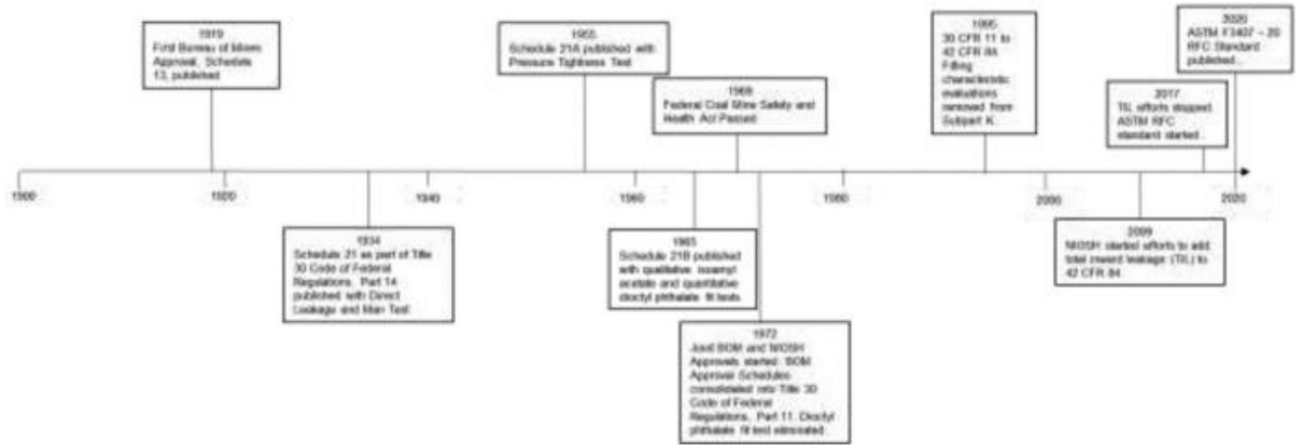 1919
First Bureau of Mines
Approval, Schedule
13, published
1955
Schedule 21A published with
Pressure Tightness Test
1969
Federal Coal Mine Safety and
Health Act Passed
1995
30 CFR 11 to
42 CFR 84.
Fitting
characteristic
evaluations
removed from
Subpart K.
2017
TIL efforts stopped.
ASTM RFC
standard started.
2020
ASTM F3407 – 20
RFC Standard
published.
1900
1920
1940
1960
1980
2000
2020
1934
Schedule 21 as part of Title
30 Code of Federal
Regulations, Part 14
published with Direct
Leakage and Man Test
1965
Schedule 21B published
with qualitative isoamyl
acetate and quantitative
dioctyl phthalate fit tests
2009
NIOSH started efforts to add
total inward leakage (TIL) to
42 CFR 84
1972
Joint BOM and NIOSH
Approvals started. BOM
Approval Schedules
consolidated into Title 30
Code of Federal
Regulations, Part 11. Dioctyl
phthalate fit test eliminated